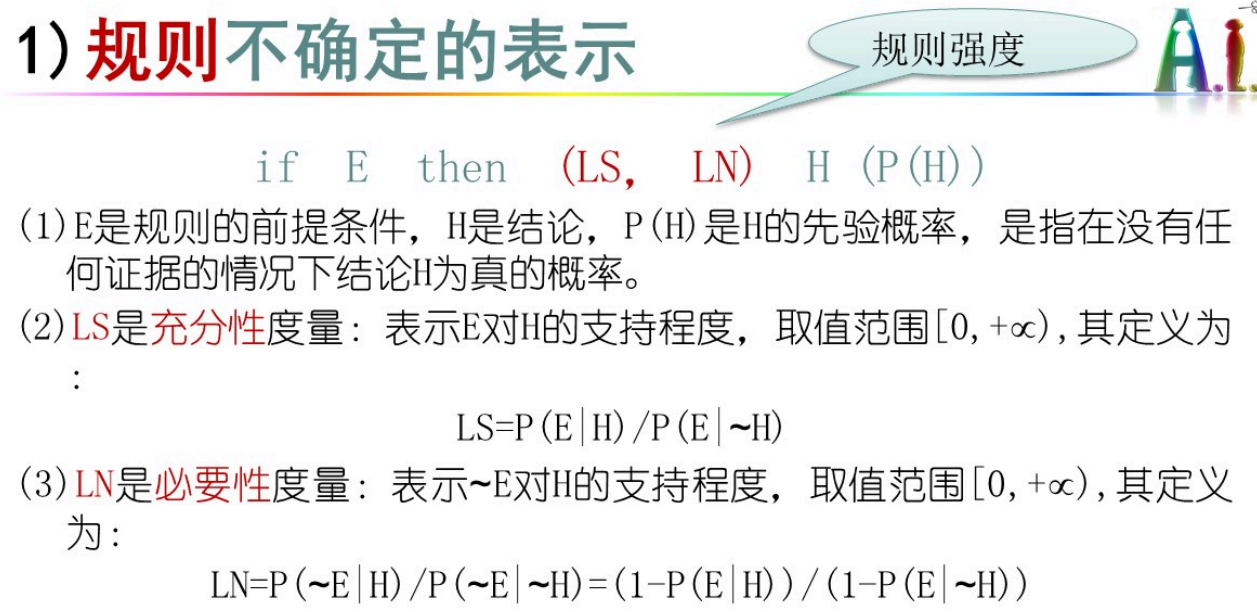 1)规则不确定的表示
规则强度
A.I.
if E then (LS, LN) H (P(H))
(1)E是规则的前提条件，H是结论，P(H)是H的先验概率，是指在没有任
何证据的情况下结论H为真的概率。
(2)LS是充分性度量：表示E对H的支持程度，取值范围[0,+∝),其定义为
：
LS=P(E|H)/P(E|~H)
(3)LN是必要性度量：表示~E对H的支持程度，取值范围[0,+∝),其定义
为：
LN=P(~E|H)/P(~E|~H)=(1-P(E|H))/(1-P(E|~H))